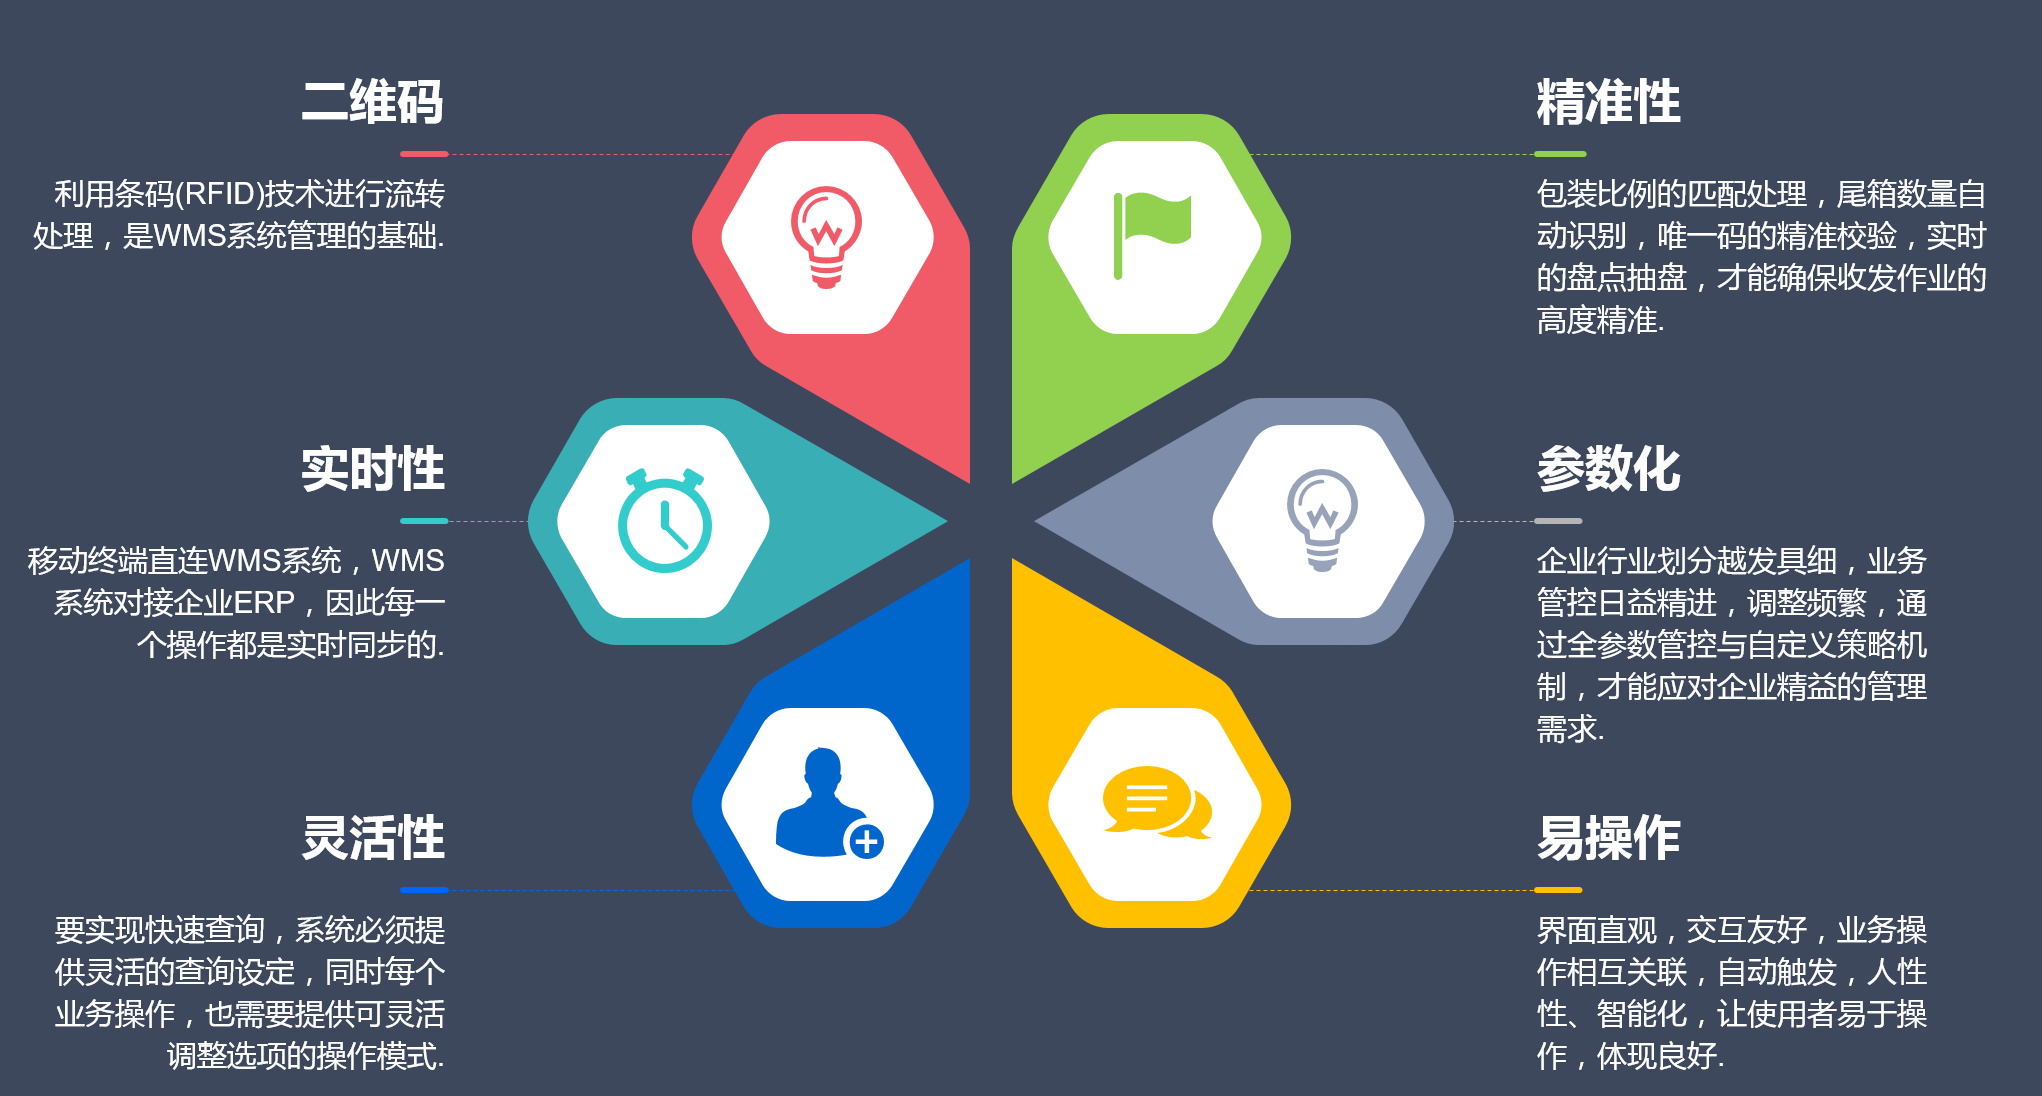 二维码
利用条码(RFID)技术进行流转
处理，是WMS系统管理的基础.
实时性
移动终端直连WMS系统，WMS
系统对接企业ERP，因此每一
个操作都是实时同步的.
灵活性
要实现快速查询，系统必须提
供灵活的查询设定，同时每个
业务操作，也需要提供可灵活
调整选项的操作模式.
精准性
包装比例的匹配处理，尾箱数量自
动识别，唯一码的精准校验，实时
的盘点抽盘，才能确保收发作业的
高度精准.
参数化
企业行业划分越发具细，业务
管控日益精进，调整频繁，通
过全参数管控与自定义策略机
制，才能应对企业精益的管理
需求.
易操作
界面直观，交互友好，业务操
作相互关联，自动触发，人性
性、智能化，让使用者易于操
作，体现良好.